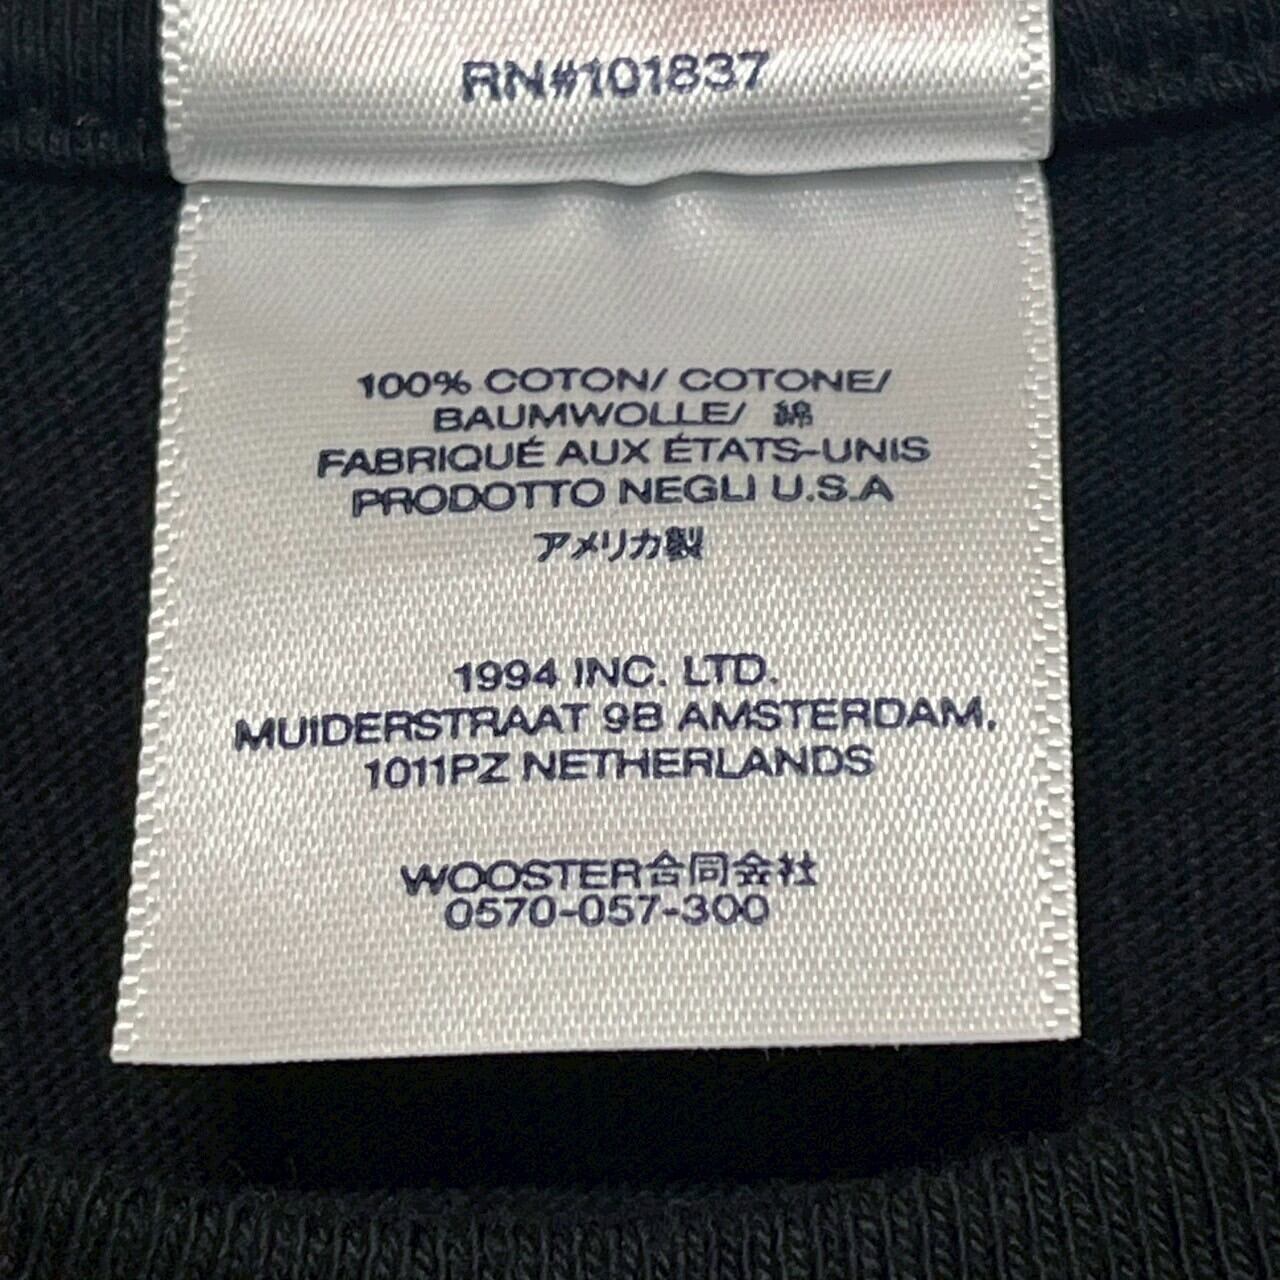 RN#101837
100% COTON/ COTONE/
BAUMWOLLE/ 綿
FABRIQUÉ AUX ÉTATS-UNIS
PRODOTTO NEGLI U.S.A
アメリカ製
1994 INC. LTD.
MUIDERSTRAAT 9B AMSTERDAM,
1011PZ NETHERLANDS
WOOSTER合同会社
0570-057-300